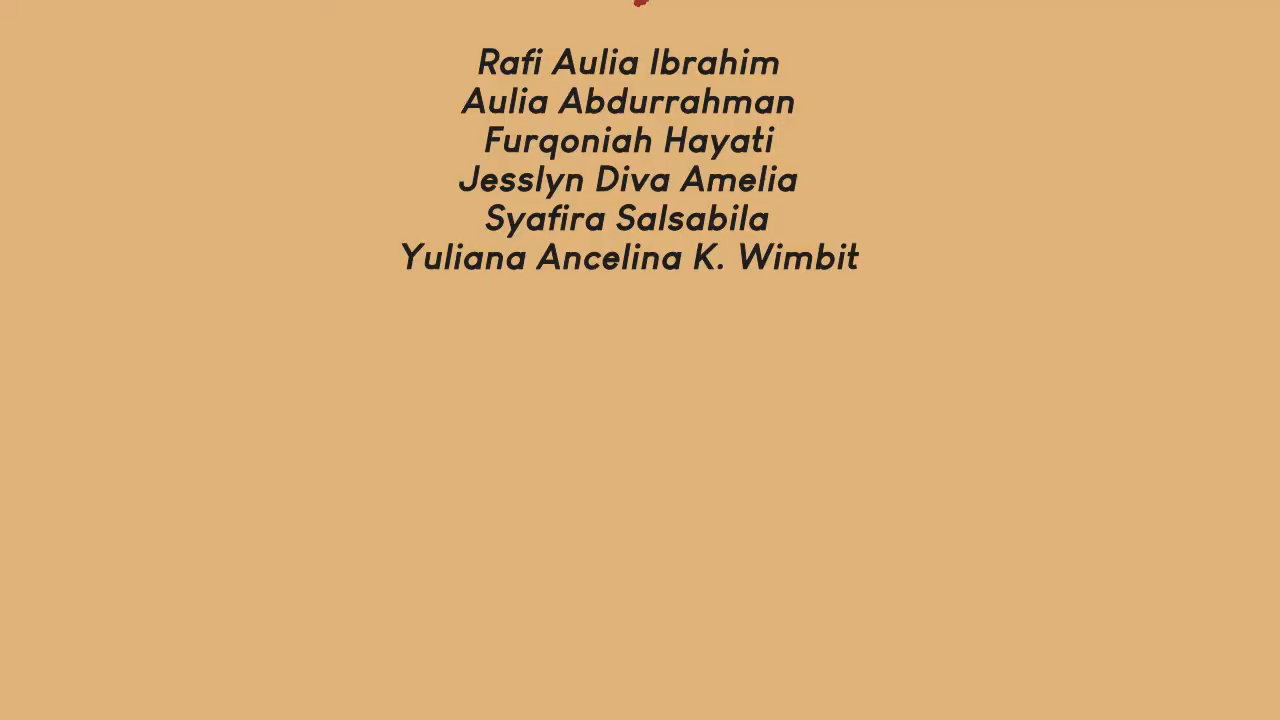 Rafi Aulia Ibrahim
Aulia Abdurrahman
Furqoniah Hayati
Jesslyn Diva Amelia
Syafira Salsabila
Yuliana Ancelina K. Wimbit